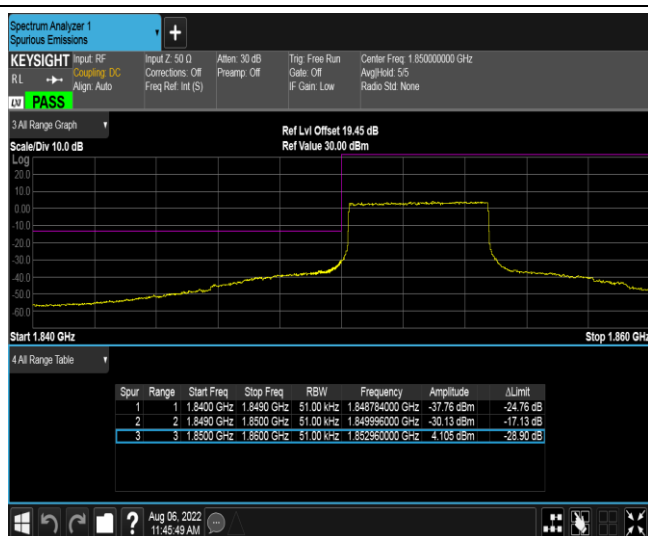 Spectrum Analyzer 1
Spurious Emissions
+
KEYSIGHT Input: RF Input Z: 50 Ω Atten: 30 dB Trig: Free Run Center Freq: 1.850000000 GHz
RL Coupling: DC Corrections: Off Preamp: Off Gate: Off Avg|Hold: 5/5
Align: Auto Freq Ref: Int (S) IF Gain: Low Radio Std: None
LXI PASS
3 All Range Graph
Ref Lvl Offset 19.45 dB
Scale/Div 10.0 dB Ref Value 30.00 dBm
Log
20.0
10.0
0.00
-10.0
-20.0
-30.0
-40.0
-50.0
-60.0
Start 1.840 GHz Stop 1.860 GHz
4 All Range Table
Spur Range Start Freq Stop Freq RBW Frequency Amplitude ΔLimit
1 1 1.8400 GHz 1.8490 GHz 51.00 kHz 1.848784000 GHz -37.76 dBm -24.76 dB
2 2 1.8490 GHz 1.8500 GHz 51.00 kHz 1.849996000 GHz -30.13 dBm -17.13 dB
3 3 1.8500 GHz 1.8600 GHz 51.00 kHz 1.852960000 GHz 4.105 dBm -28.90 dB
? Aug 06, 2022
11:45:49 AM